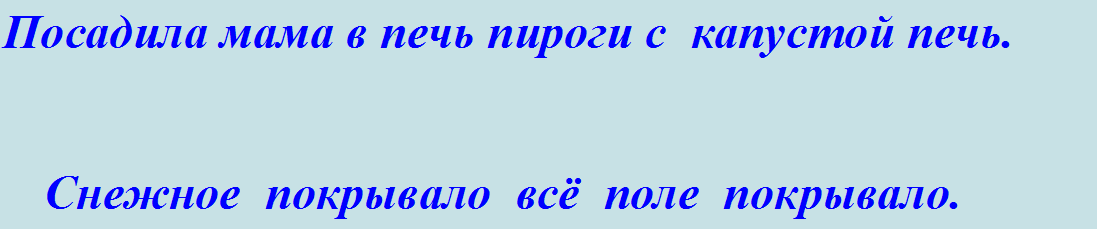 Посадила мама в печь пироги с капустой печь.
Снежное покрывало всё поле покрывало.